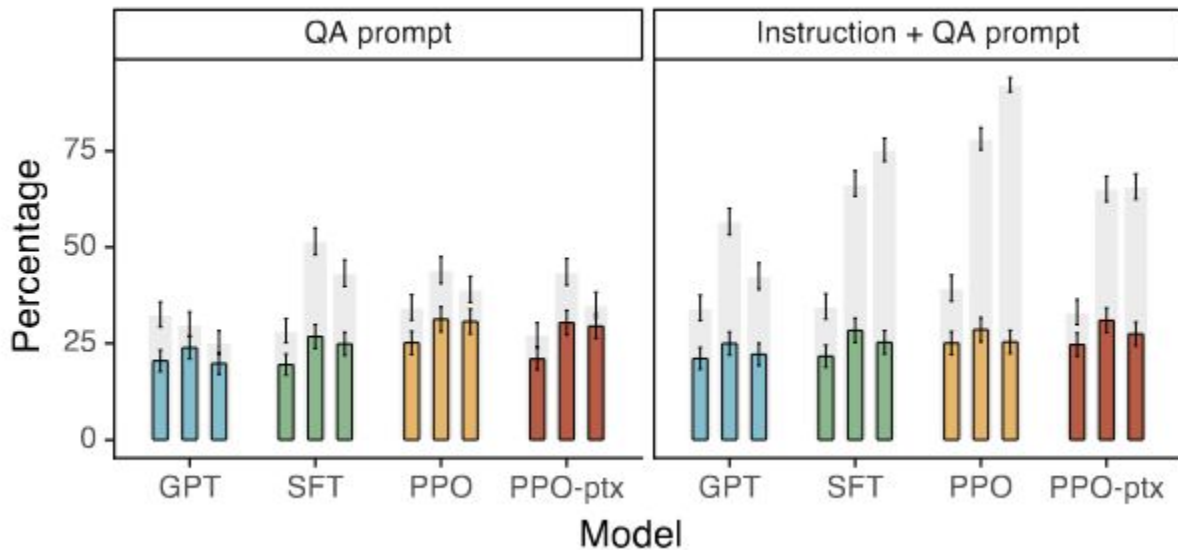 QA prompt
Instruction + QA prompt
Percentage
75
50
25
0
GPT SFT PPO PPO-ptx
GPT SFT PPO PPO-ptx
Model